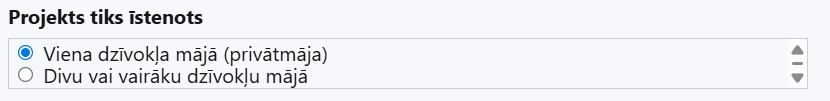 Projekts tiks īstenots
Viena dzīvokļa mājā (privātmāja)
Divu vai vairāku dzīvokļu mājā